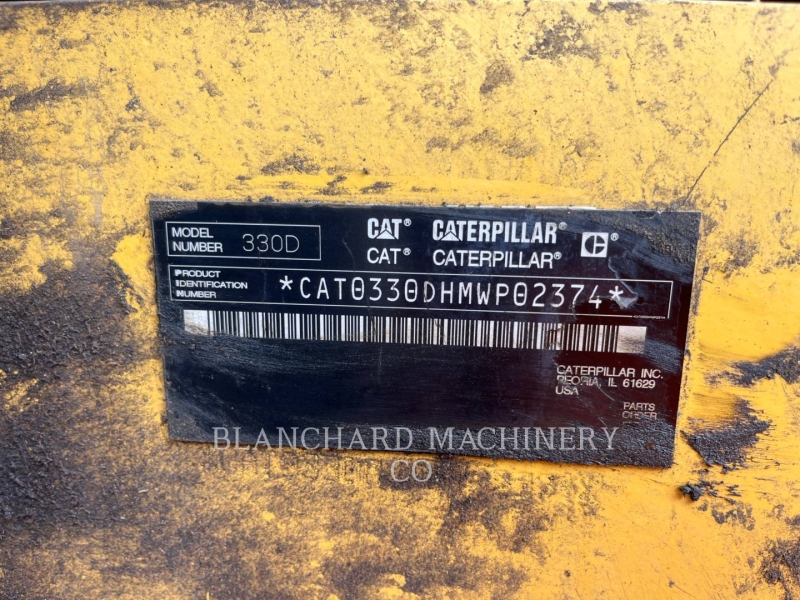 MODEL NUMBER 330D
CAT® CATERPILLAR® C®
CAT® CATERPILLAR®
PRODUCT IDENTIFICATION NUMBER *CAT0330DHMWP02374*
CATERPILLAR INC.
PEORIA, IL 61629
USA
PARTS
ORDER
BLANCHARD MACHINERY
CO